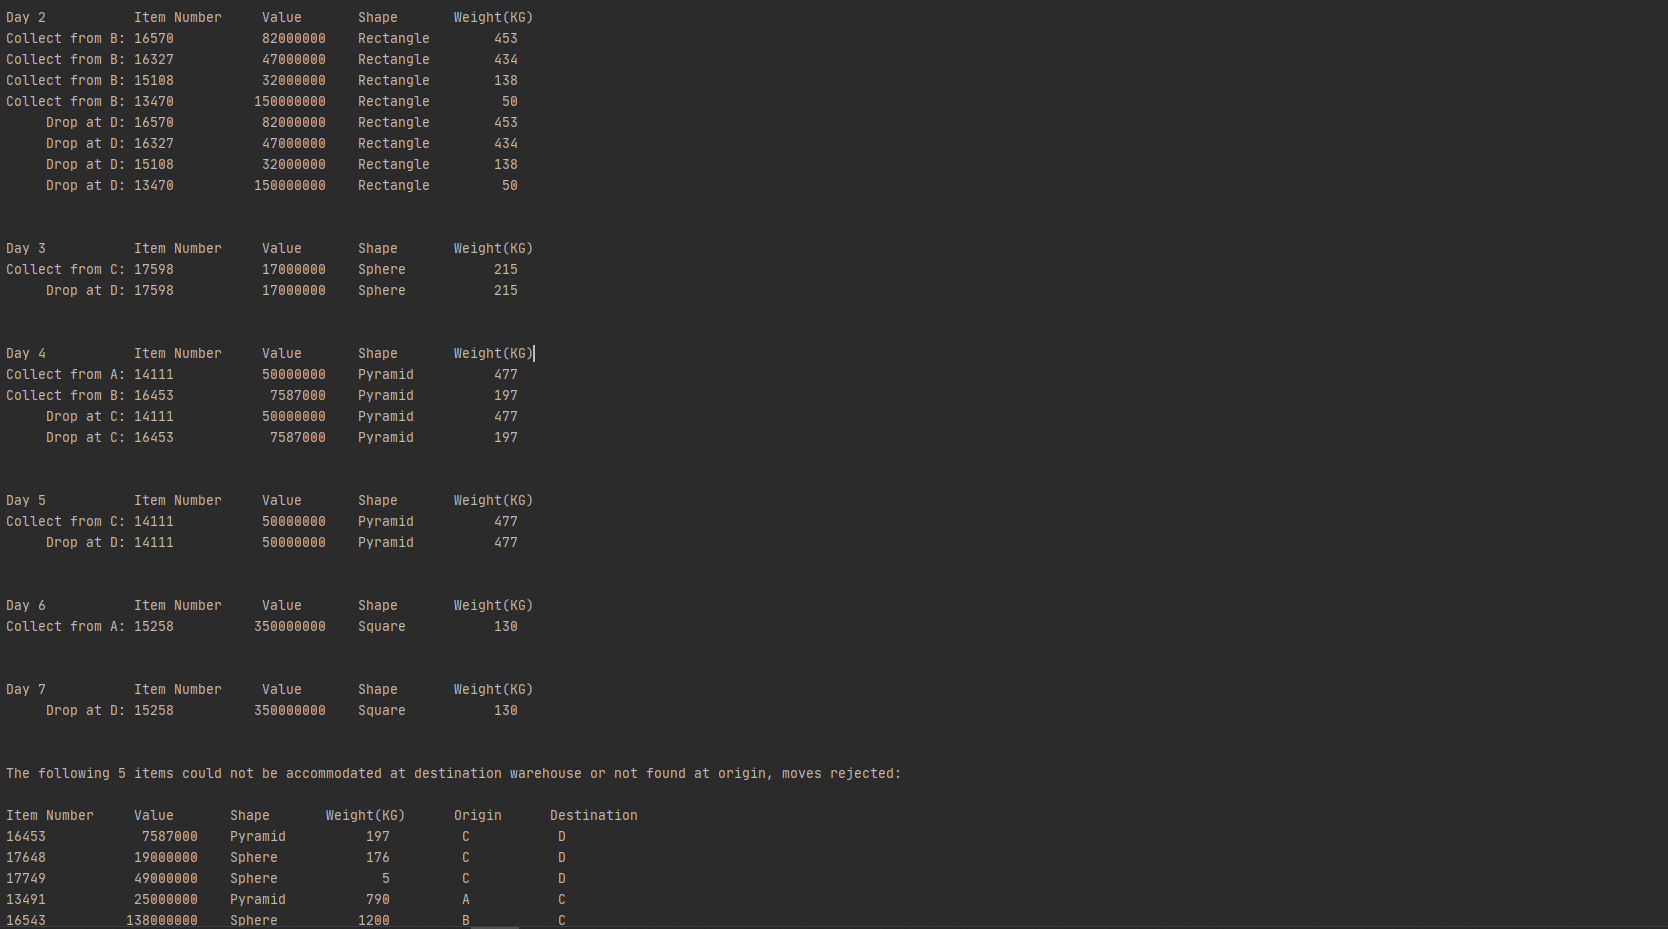 Day 2           Item Number     Value       Shape       Weight(KG)
Collect from B: 16570           82000000    Rectangle        453
Collect from B: 16327           47000000    Rectangle        434
Collect from B: 15108           32000000    Rectangle        138
Collect from B: 13470          150000000    Rectangle         50
     Drop at D: 16570           82000000    Rectangle        453
     Drop at D: 16327           47000000    Rectangle        434
     Drop at D: 15108           32000000    Rectangle        138
     Drop at D: 13470          150000000    Rectangle         50
Day 3           Item Number     Value       Shape       Weight(KG)
Collect from C: 17598           17000000    Sphere           215
     Drop at D: 17598           17000000    Sphere           215
Day 4           Item Number     Value       Shape       Weight(KG)
Collect from A: 14111           50000000    Pyramid          477
Collect from B: 16453            7587000    Pyramid          197
     Drop at C: 14111           50000000    Pyramid          477
     Drop at C: 16453            7587000    Pyramid          197
Day 5           Item Number     Value       Shape       Weight(KG)
Collect from C: 14111           50000000    Pyramid          477
     Drop at D: 14111           50000000    Pyramid          477
Day 6           Item Number     Value       Shape       Weight(KG)
Collect from A: 15258          350000000    Square           130
Day 7           Item Number     Value       Shape       Weight(KG)
     Drop at D: 15258          350000000    Square           130
The following 5 items could not be accommodated at destination warehouse or not found at origin, moves rejected:
Item Number     Value       Shape       Weight(KG)      Origin      Destination
16453            7587000    Pyramid          197         C           D
17648           19000000    Sphere           176         C           D
17749           49000000    Sphere             5         C           D
13491           25000000    Pyramid          790         A           C
16543          138000000    Sphere          1200         B           C